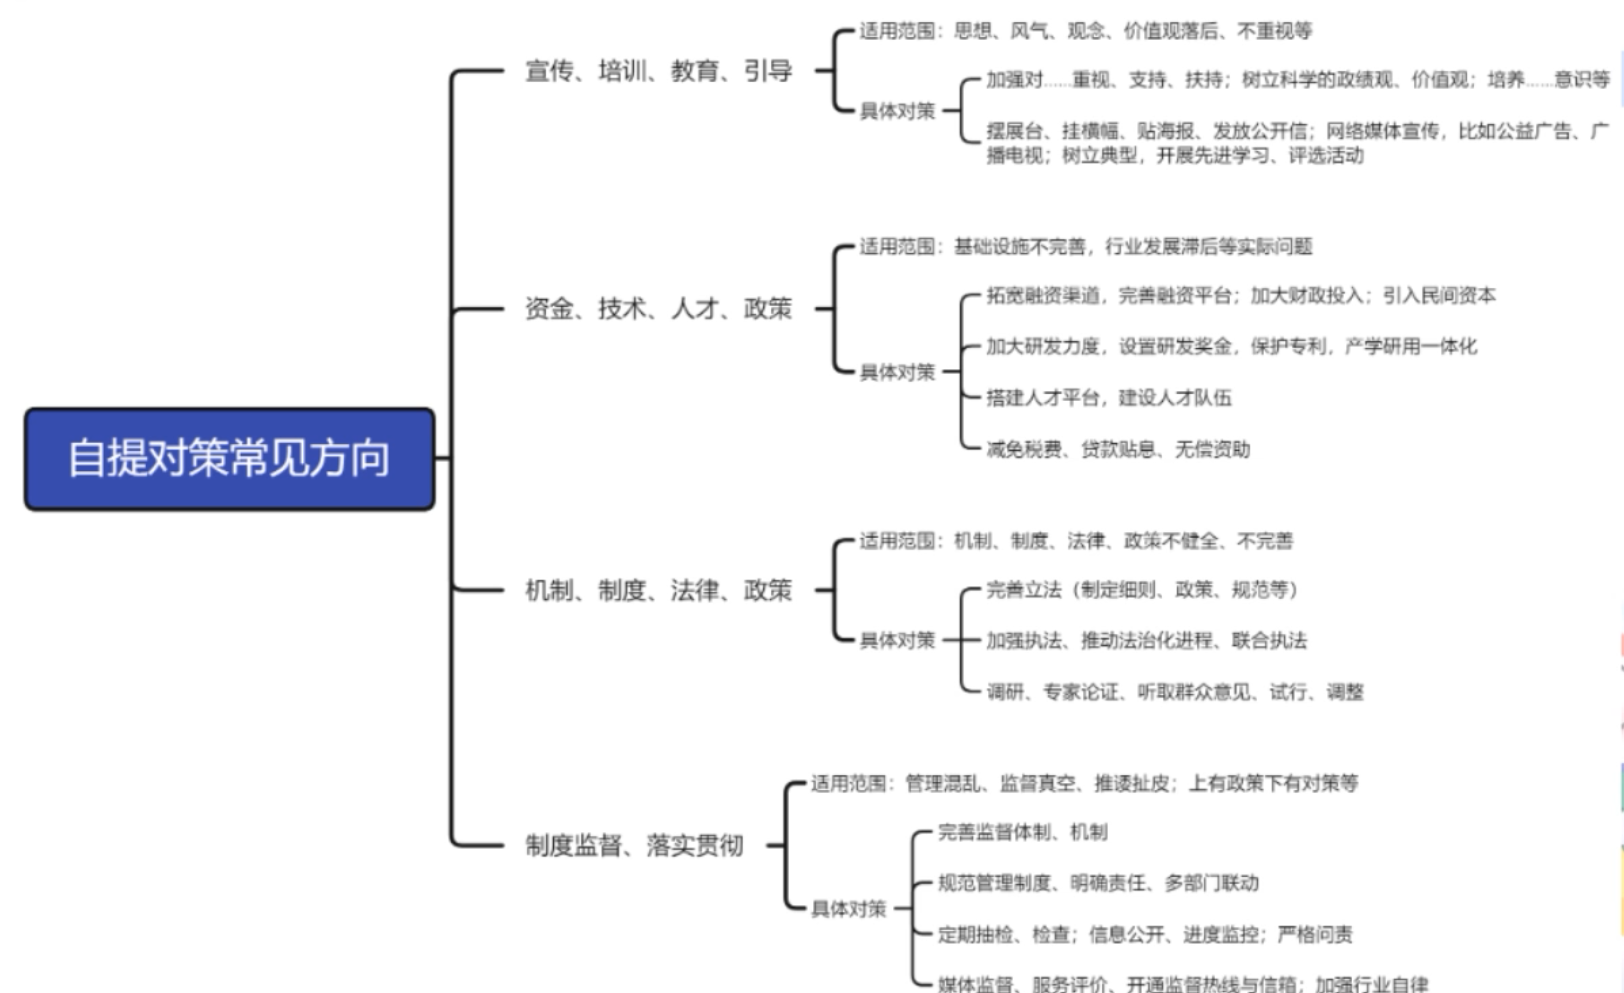 自提对策常见方向
宣传、培训、教育、引导
适用范围：思想、风气、观念、价值观落后、不重视等
具体对策
加强对……重视、支持、扶持；树立科学的政绩观、价值观；培养……意识等
摆展台、挂横幅、贴海报、发放公开信；网络媒体宣传，比如公益广告、广
播电视；树立典型，开展先进学习、评选活动
资金、技术、人才、政策
适用范围：基础设施不完善，行业发展滞后等实际问题
具体对策
拓宽融资渠道，完善融资平台；加大财政投入；引入民间资本
加大研发力度，设置研发奖金，保护专利，产学研用一体化
搭建人才平台，建设人才队伍
减免税费、贷款贴息、无偿资助
机制、制度、法律、政策
适用范围：机制、制度、法律、政策不健全、不完善
具体对策
完善立法（制定细则、政策、规范等）
加强执法、推动法治化进程、联合执法
调研、专家论证、听取群众意见、试行、调整
制度监督、落实贯彻
适用范围：管理混乱、监督真空、推诿扯皮；上有政策下有对策等
具体对策
完善监督体制、机制
规范管理制度、明确责任、多部门联动
定期抽检、检查；信息公开、进度监控；严格问责
媒体监督、服务评价、开通监督热线与信箱；加强行业自律